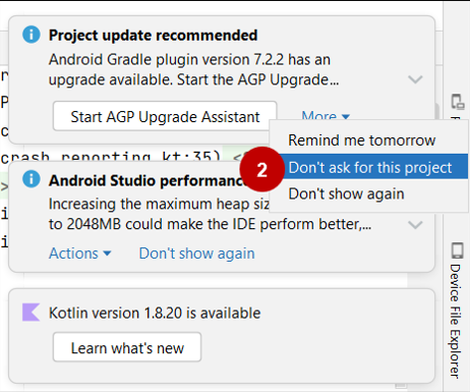 Project update recommended
Android Gradle plugin version 7.2.2 has an
upgrade available. Start the AGP Upgrade...
Start AGP Upgrade Assistant
More
Remind me tomorrow
2
Don't ask for this project
Don't show again
crash reporting.kt:35) <
Android Studio performanc
Increasing the maximum heap siz
to 2048MB could make the IDE perform better,...
Actions
Don't show again
Kotlin version 1.8.20 is available
Learn what's new
Device File Explorer